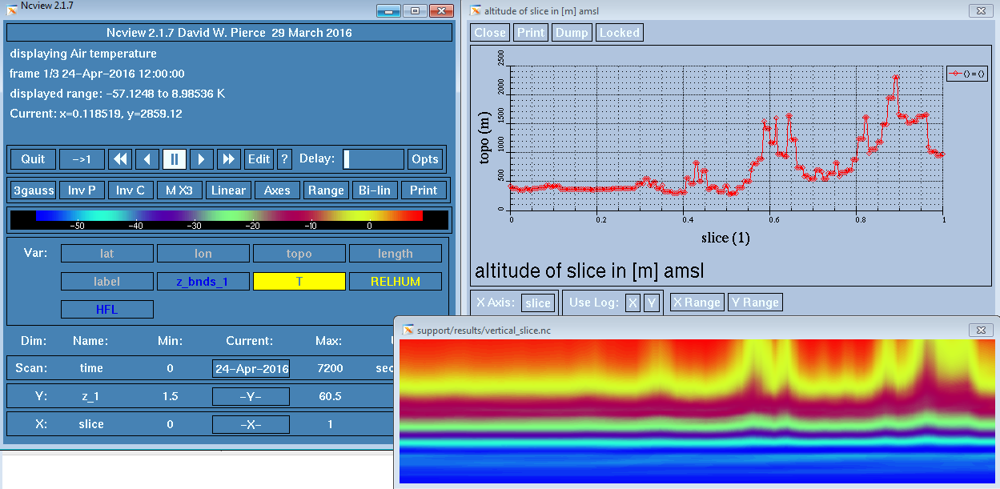 Ncview 2.1.7
Ncview 2.1.7 David W. Pierce 29 March 2016
displaying Air temperature
frame 1/3 24-Apr-2016 12:00:00
displayed range: -57.1248 to 8.98536 K
Current: x=0.118519, y=2859.12
Quit ->1 Edit ? Delay: Opts
3gauss Inv P Inv C M X3 Linear Axes Range Bi-lin Print
-50 -40 -30 -20 -10 0
Var: lat lon topo length
label z_bnds_1 T RELHUM
HFL
Dim: Name: Min: Current: Max:
Scan: time 0 24-Apr-2016 7200 sec
Y: z_1 1.5 -Y- 60.5
X: slice 0 -X- 1
altitude of slice in [m] amsl
Close Print Dump Locked
2500
2000
1500
1000
500
0
topo (m)
() = ()
0 0.2 0.4 0.6 0.8 1
slice (1)
altitude of slice in [m] amsl
X Axis: slice Use Log: X Y X Range Y Range
support/results/vertical_slice.nc